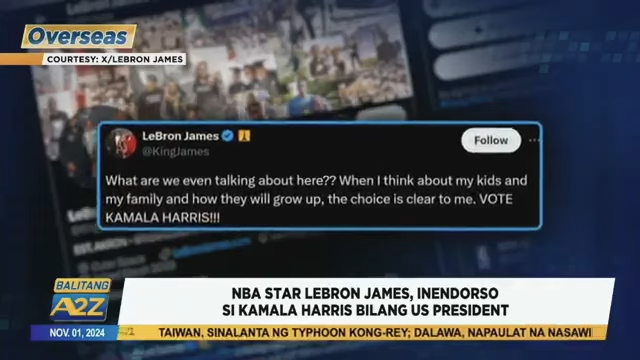 Overseas
COURTESY: X/LEBRON JAMES
LeBron James
@KingJames
Follow
What are we even talking about here?? When I think about my kids and
my family and how they will grow up, the choice is clear to me. VOTE
KAMALA HARRIS!!!
BALITANG
A2Z
NBA STAR LEBRON JAMES, INENDORSO
SI KAMALA HARRIS BILANG US PRESIDENT
NOV. 01, 2024
TAIWAN, SINALANTA NG TYPHOON KONG-REY; DALAWA, NAPAULAT NA NASAWI